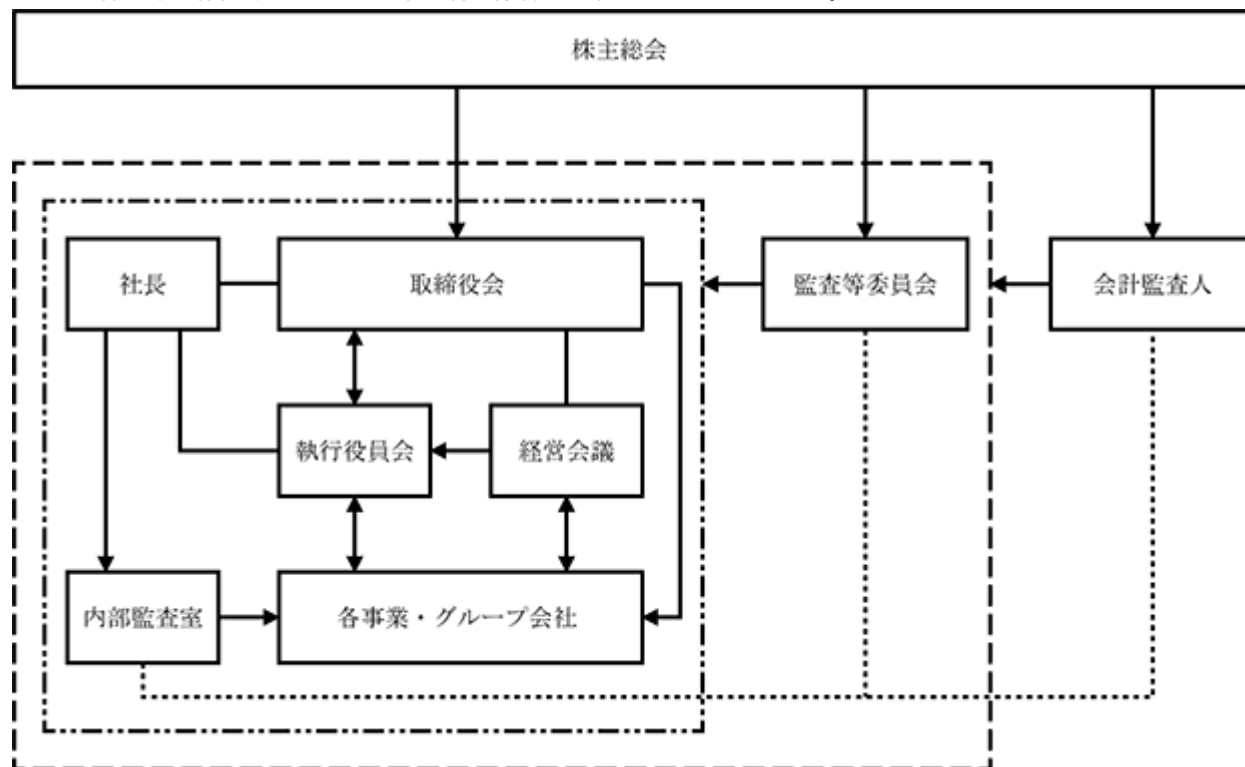 株主総会
社長
取締役会
監査等委員会
会計監査人
執行役員会
経営会議
内部監査室
各事業・グループ会社